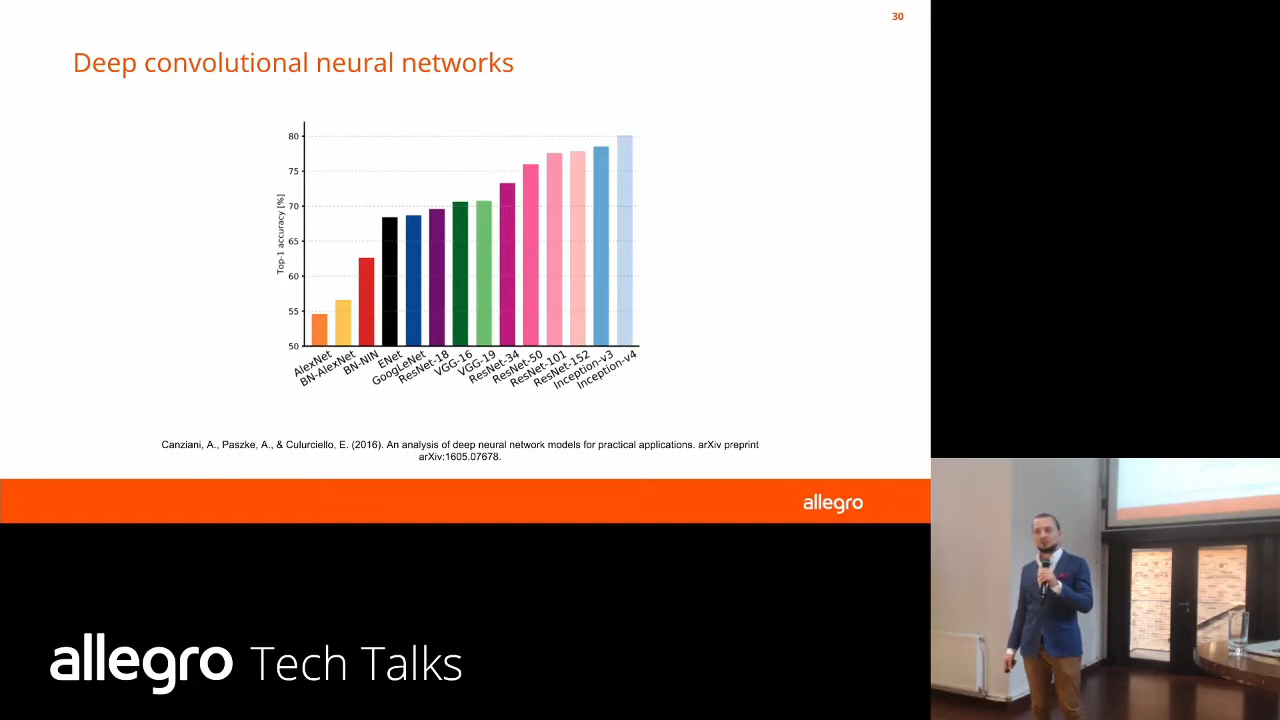 30
Deep convolutional neural networks
80
75
70
65
60
55
50
Top-1 accuracy [%]
AlexNet
BN-AlexNet
BN-NIN
ENet
GoogLeNet
ResNet-18
VGG-16
VGG-19
ResNet-34
ResNet-50
ResNet-101
ResNet-152
Inception-v3
Inception-v4
Canziani, A., Paszke, A., & Culurciello, E. (2016). An analysis of deep neural network models for practical applications. arXiv preprint
arXiv:1605.07678.
allegro
allegro Tech Talks